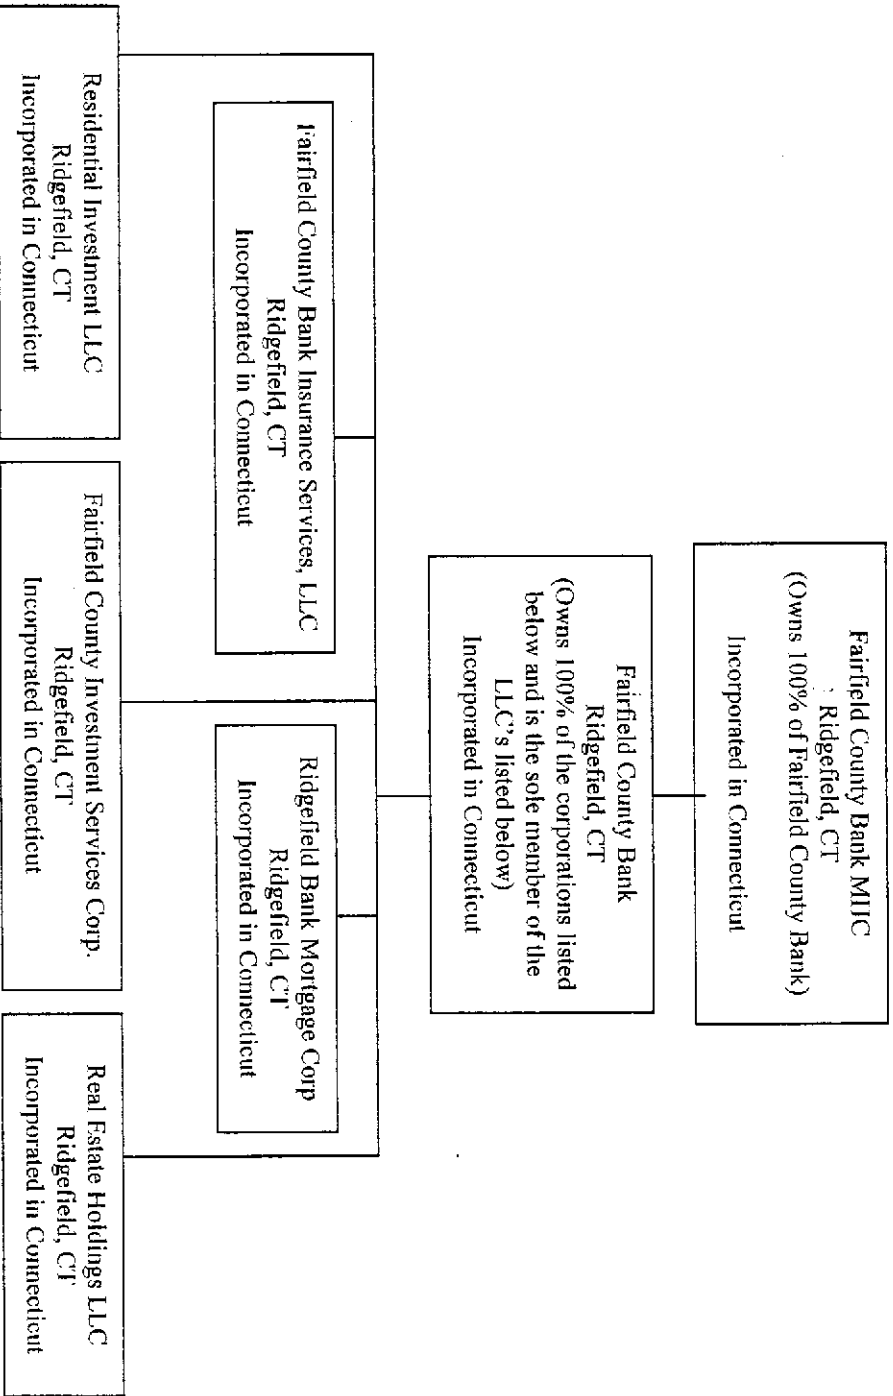 Fairfield County Bank MHC
Ridgefield, CT
(Owns 100% of Fairfield County Bank)
Incorporated in Connecticut
Fairfield County Bank
Ridgefield, CT
(Owns 100% of the corporations listed
below and is the sole member of the
LLC's listed below)
Incorporated in Connecticut
Fairfield County Bank Insurance Services, LLC
Ridgefield, CT
Incorporated in Connecticut
Ridgefield Bank Mortgage Corp
Ridgefield, CT
Incorporated in Connecticut
Residential Investment LLC
Ridgefield, CT
Incorporated in Connecticut
Fairfield County Investment Services Corp.
Ridgefield, CT
Incorporated in Connecticut
Real Estate Holdings LLC
Ridgefield, CT
Incorporated in Connecticut